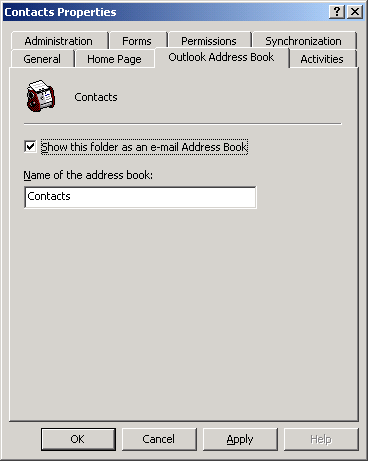 Contacts Properties
Administration Forms Permissions Synchronization
General Home Page Outlook Address Book Activities
Contacts
Show this folder as an e-mail Address Book
Name of the address book:
Contacts
OK Cancel Apply Help